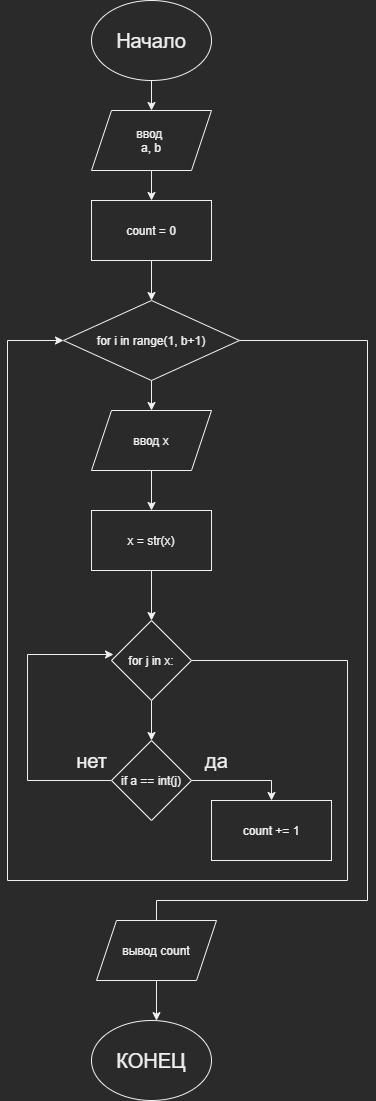 Начало
ввод
a, b
count = 0
for i in range(1, b+1)
ввод x
x = str(x)
for j in x:
нет
да
if a == int(j)
count += 1
вывод count
КОНЕЦ